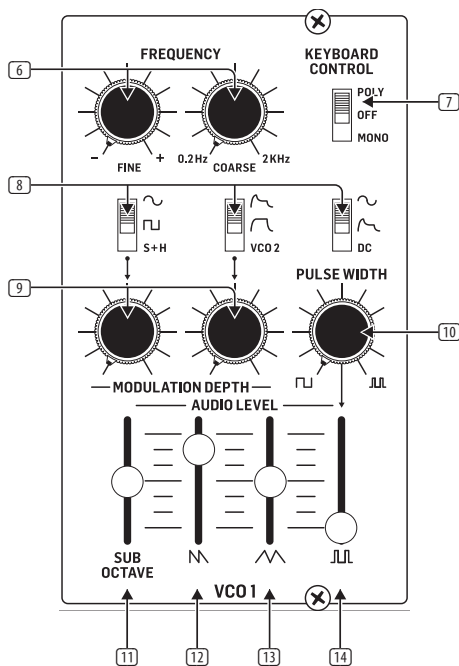 FREQUENCY
KEYBOARD
CONTROL
6
POLY
7
OFF
MONO
- FINE +
0.2Hz COARSE 2KHz
8
S+H
VCO 2
DC
PULSE WIDTH
9
10
MODULATION DEPTH
AUDIO LEVEL
SUB
OCTAVE
VCO 1
11 12 13 14